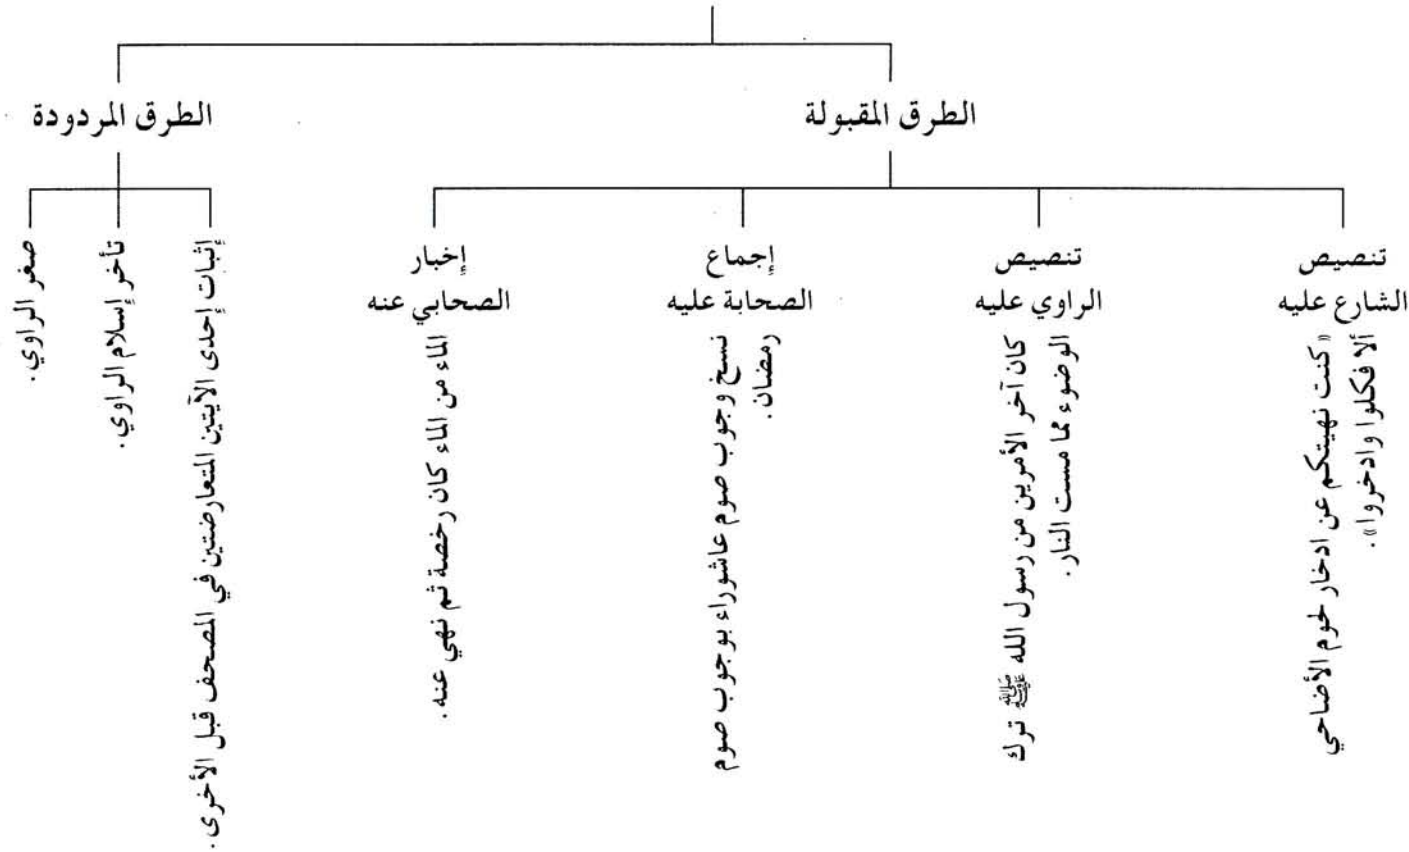 الطرق المقبولة
الطرق المردودة
تنصيص
الشارع عليه
«كنت نهيتكم عن ادخار لحوم الأضاحي
ألا فكلوا وادخروا».
تنصيص
الراوي عليه
كان آخر الأمرين من رسول الله ﷺ ترك
الوضوء مما مست النار.
إجماع
الصحابة عليه
نسخ وجوب صوم عاشوراء بوجوب صوم
رمضان.
إخبار
الصحابي عنه
الماء من الماء كان رخصة ثم نهي عنه.
إثبات إحدى الآيتين المتعارضتين في المصحف قبل الأخرى.
تأخر إسلام الراوي.
صغر الراوي.